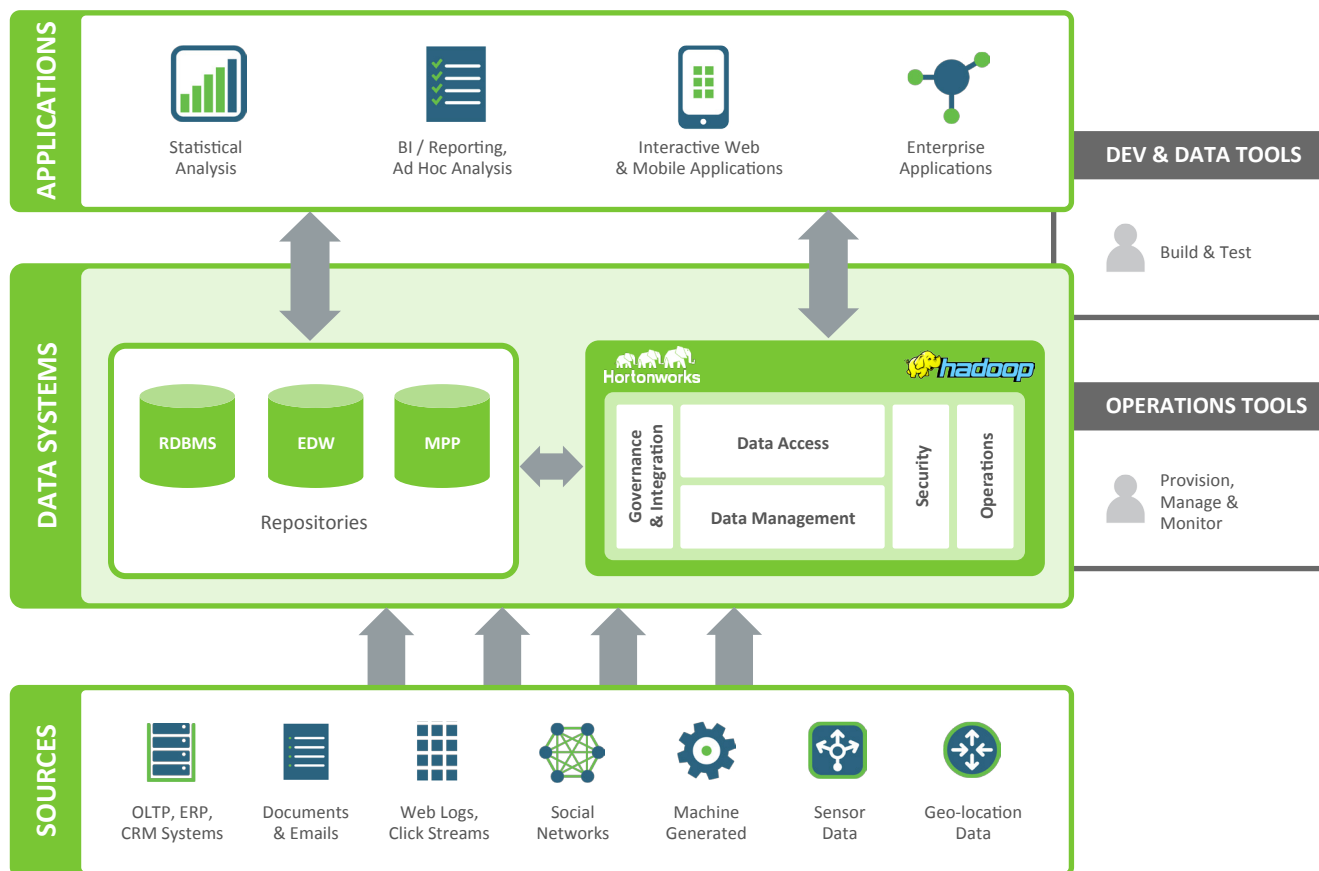 APPLICATIONS
Statistical
Analysis
BI / Reporting,
Ad Hoc Analysis
Interactive Web
& Mobile Applications
Enterprise
Applications
DEV & DATA TOOLS
Build & Test
DATA SYSTEMS
RDBMS
EDW
MPP
Repositories
Hortonworks
hadoop
Governance
& Integration
Data Access
Data Management
Security
Operations
OPERATIONS TOOLS
Provision,
Manage &
Monitor
SOURCES
OLTP, ERP,
CRM Systems
Documents
& Emails
Web Logs,
Click Streams
Social
Networks
Machine
Generated
Sensor
Data
Geo-location
Data